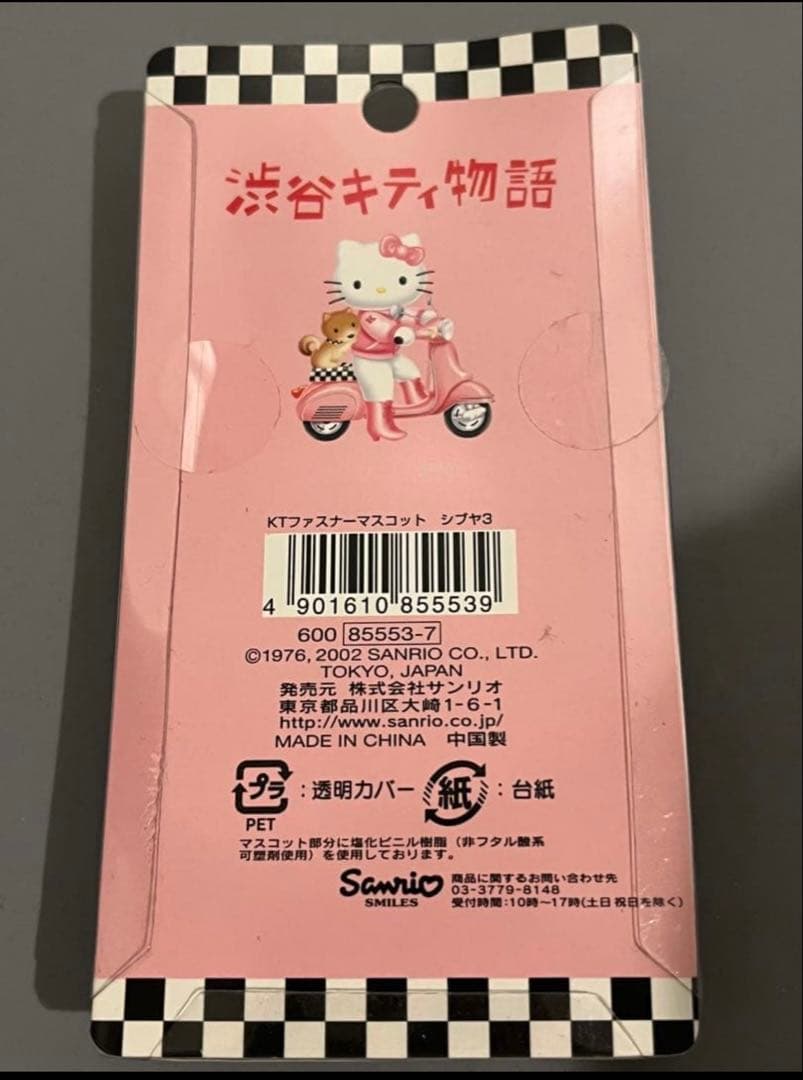 渋谷キティ物語
KTファスナーマスコット シブヤ3
4 901610 855539
600 85553-7
©1976, 2002 SANRIO CO., LTD.
TOKYO, JAPAN
発売元 株式会社サンリオ
東京都品川区大崎1-6-1
http://www.sanrio.co.jp/
MADE IN CHINA 中国製
プラ :透明カバー 紙 :台紙
PET
マスコット部分に塩化ビニル樹脂(非フタル酸系
可塑剤使用)を使用しております。
Sanrio
SMILES
商品に関するお問い合わせ先
03-3779-8148
受付時間:10時~17時(土日 祝日を除く)